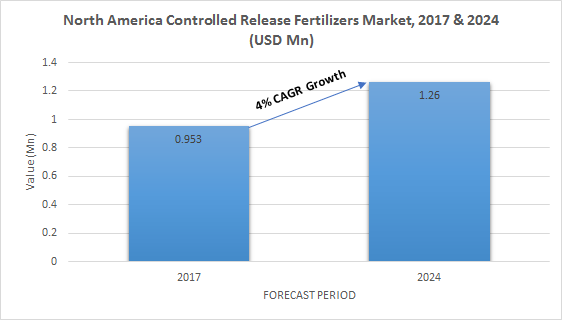 North America Controlled Release Fertilizers Market, 2017 & 2024
(USD Mn)
1.4
1.2
1
0.8
0.6
0.4
0.2
0
Value (Mn)
4% CAGR Growth
0.953
1.26
2017
2024
FORECAST PERIOD